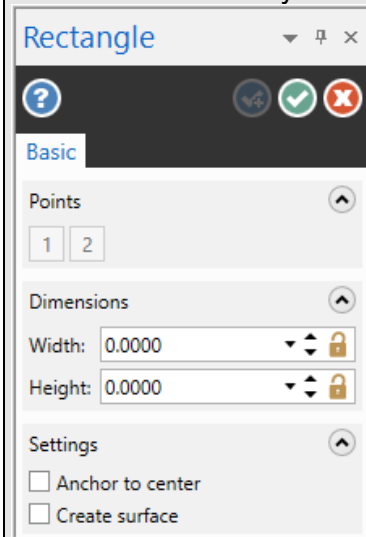 Rectangle
?
Basic
Points
1 2
Dimensions
Width: 0.0000
Height: 0.0000
Settings
Anchor to center
Create surface